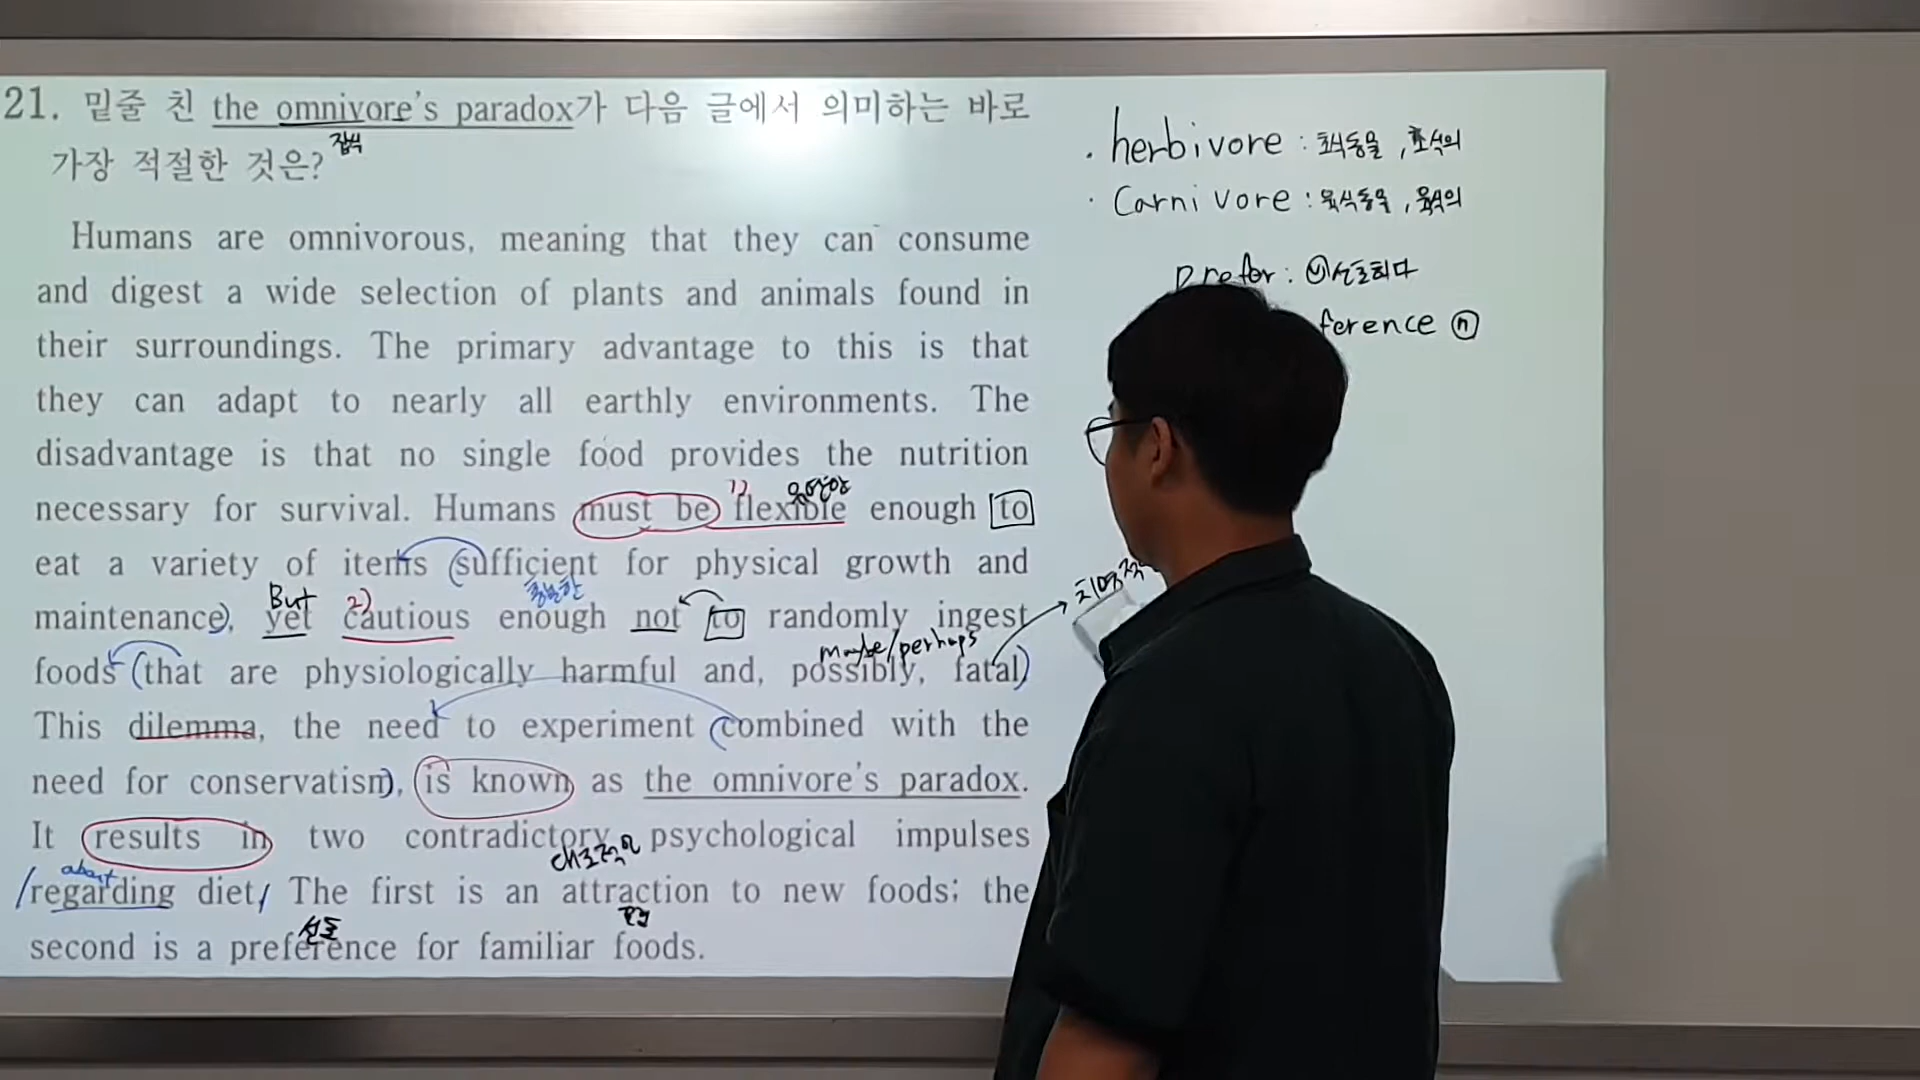 21. 밑줄 친 the omnivore's paradox가 다음 글에서 의미하는 바로
잡식
가장 적절한 것은?
Humans are omnivorous, meaning that they can consume
and digest a wide selection of plants and animals found in
their surroundings. The primary advantage to this is that
they can adapt to nearly all earthly environments. The
disadvantage is that no single food provides the nutrition
1)
necessary for survival. Humans must be flexible enough to
eat a variety of items (sufficient for physical growth and
But 2) 충분한
maintenance), yet cautious enough not to randomly ingest
maybe/perhaps
foods (that are physiologically harmful and, possibly, fatal)
This dilemma, the need to experiment (combined with the
need for conservatism), is known as the omnivore's paradox.
It results in two contradictory psychological impulses
대조적인
about
/regarding diet/ The first is an attraction to new foods; the
선호
second is a preference for familiar foods.
· herbivore : 초식동물, 초식의
· Carnivore : 육식동물, 육식의
prefer : ⓥ선호하다
ference ⓝ